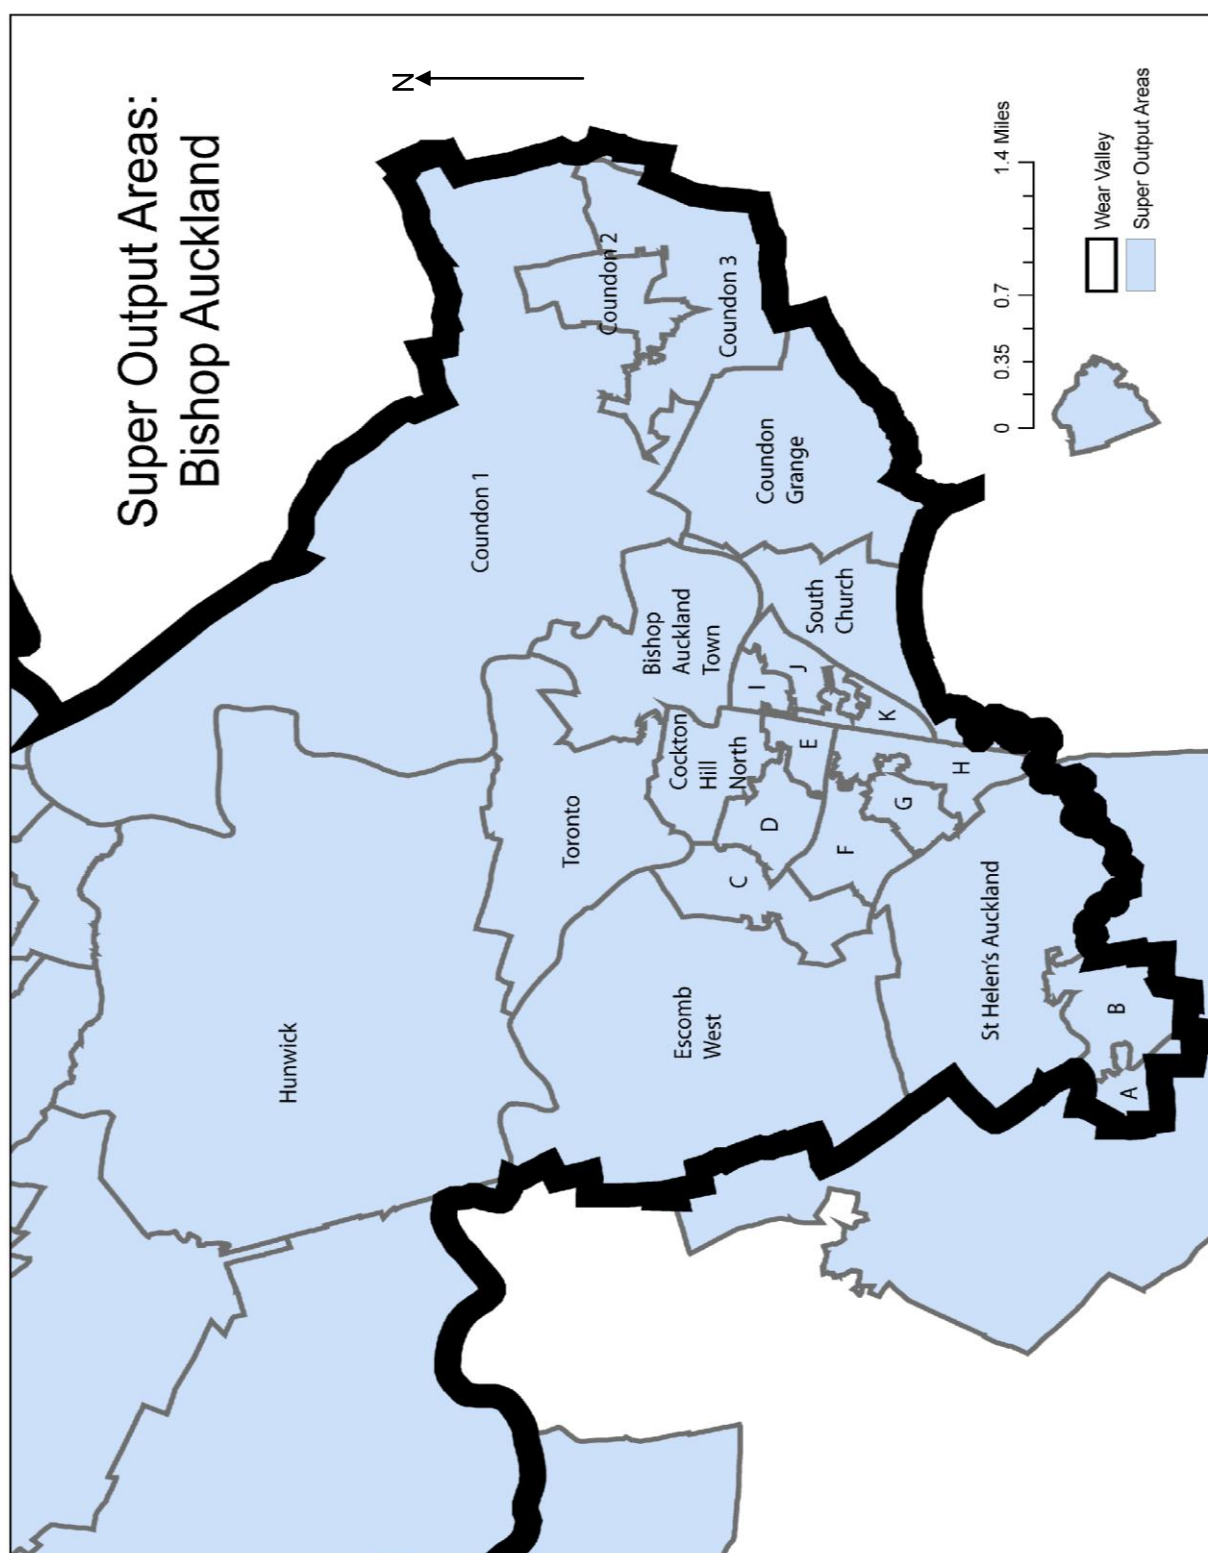 Super Output Areas:
Bishop Auckland
N
Hunwick
Toronto
Coundon 1
Coundon 2
Coundon 3
Coundon
Grange
Bishop
Auckland
Town
Cockton
Hill
North
South
Church
Escomb
West
St Helen's Auckland
A
B
C
D
E
F
G
H
I
J
K
0
0.35
0.7
1.4 Miles
Wear Valley
Super Output Areas